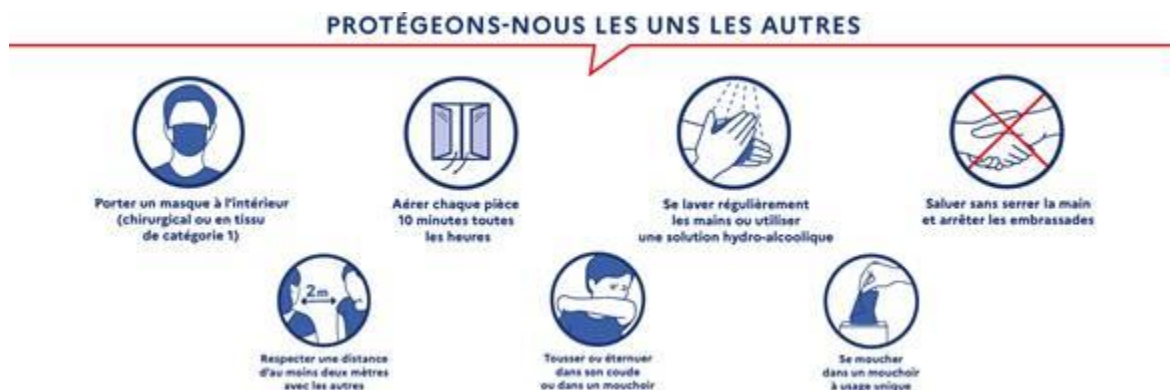 PROTÉGEONS-NOUS LES UNS LES AUTRES
Porter un masque à l'intérieur
(chirurgical ou en tissu
de catégorie 1)
Aérer chaque pièce
10 minutes toutes
les heures
Se laver régulièrement
les mains ou utiliser
une solution hydro-alcoolique
Saluer sans serrer la main
et arrêter les embrassades
2m
Respecter une distance
d'au moins deux mètres
avec les autres
Tousser ou éternuer
dans son coude
ou dans un mouchoir
Se moucher
dans un mouchoir
à usage unique